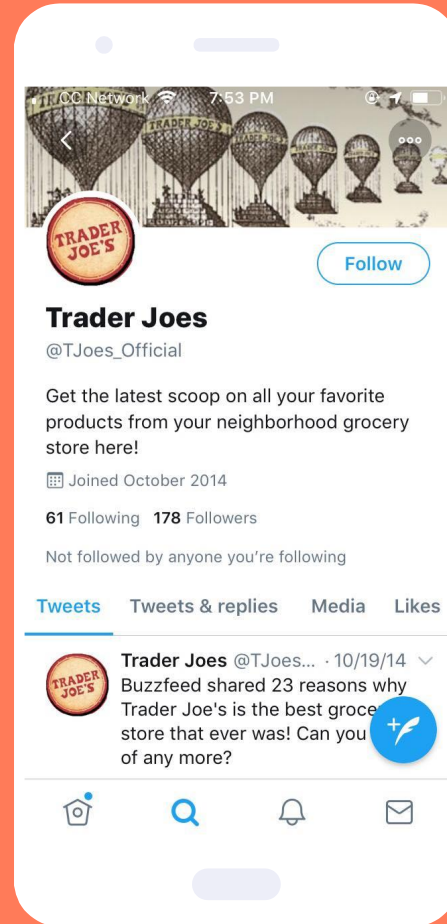 CC Network 7:53 PM
TRADER JOE'S
TRADER JOE'S
Follow
Trader Joes
@TJoes_Official
Get the latest scoop on all your favorite
products from your neighborhood grocery
store here!
Joined October 2014
61 Following 178 Followers
Not followed by anyone you’re following
Tweets Tweets & replies Media Likes
TRADER JOE'S
Trader Joes @TJoes... · 10/19/14
Buzzfeed shared 23 reasons why
Trader Joe's is the best
store that ever was! Can you
of any more?